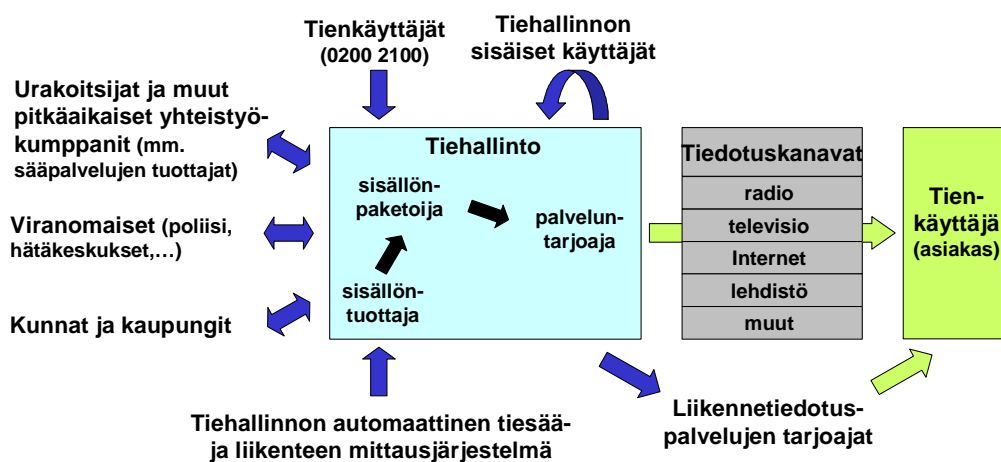 Tienkäyttäjät
(0200 2100)
Tiehallinnon
sisäiset käyttäjät
Urakoitsijat ja muut
pitkäaikaiset yhteistyö-
kumppanit (mm.
sääpalvelujen tuottajat)
Viranomaiset (poliisi,
hätäkeskukset,…)
Kunnat ja kaupungit
Tiehallinto
sisällön-
paketoija
palvelun-
tarjoaja
sisällön-
tuottaja
Tiedotuskanavat
radio
televisio
Internet
lehdistö
muut
Tien-
käyttäjä
(asiakas)
Tiehallinnon automaattinen tiesää-
ja liikenteen mittausjärjestelmä
Liikennetiedotus-
palvelujen tarjoajat